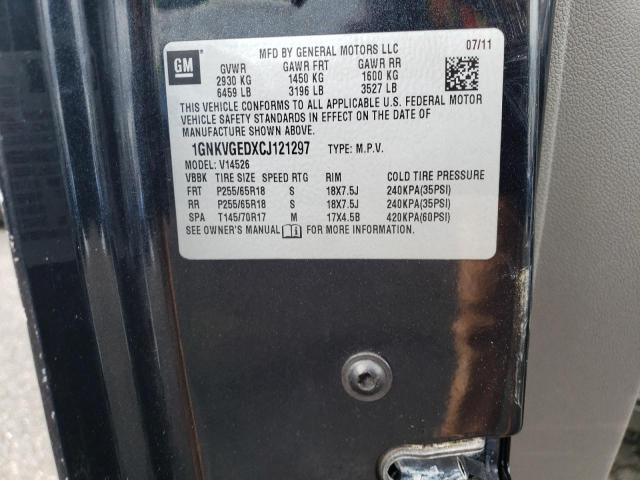 GM
MFD BY GENERAL MOTORS LLC 07/11
GVWR GAWR FRT GAWR RR
2930 KG 1450 KG 1600 KG
6459 LB 3196 LB 3527 LB
THIS VEHICLE CONFORMS TO ALL APPLICABLE U.S. FEDERAL MOTOR
VEHICLE SAFETY STANDARDS IN EFFECT ON THE DATE OF
MANUFACTURE SHOWN ABOVE.
1GNKVGEDXCJ121297 TYPE: M.P.V.
MODEL: V14526
VBBK TIRE SIZE SPEED RTG RIM COLD TIRE PRESSURE
FRT P255/65R18 S 18X7.5J 240KPA(35PSI)
RR P255/65R18 S 18X7.5J 240KPA(35PSI)
SPA T145/70R17 M 17X4.5B 420KPA(60PSI)
SEE OWNER'S MANUAL FOR MORE INFORMATION.